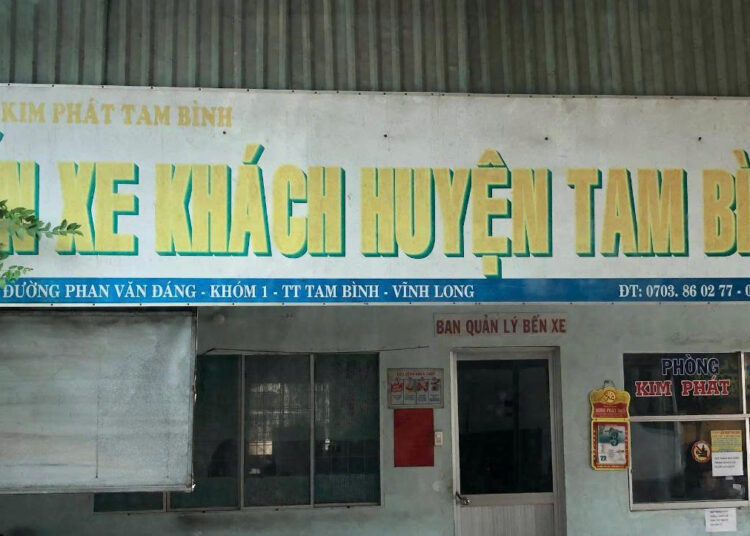 KIM PHÁT TAM BÌNH
XE KHÁCH HUYỆN TAM
ĐƯỜNG PHAN VĂN ĐÁNG - KHÓM 1 - TT TAM BÌNH - VĨNH LONG
ĐT: 0703. 86 02 77 -
BAN QUẢN LÝ BẾN XE
PHÒNG
KIM PHÁT